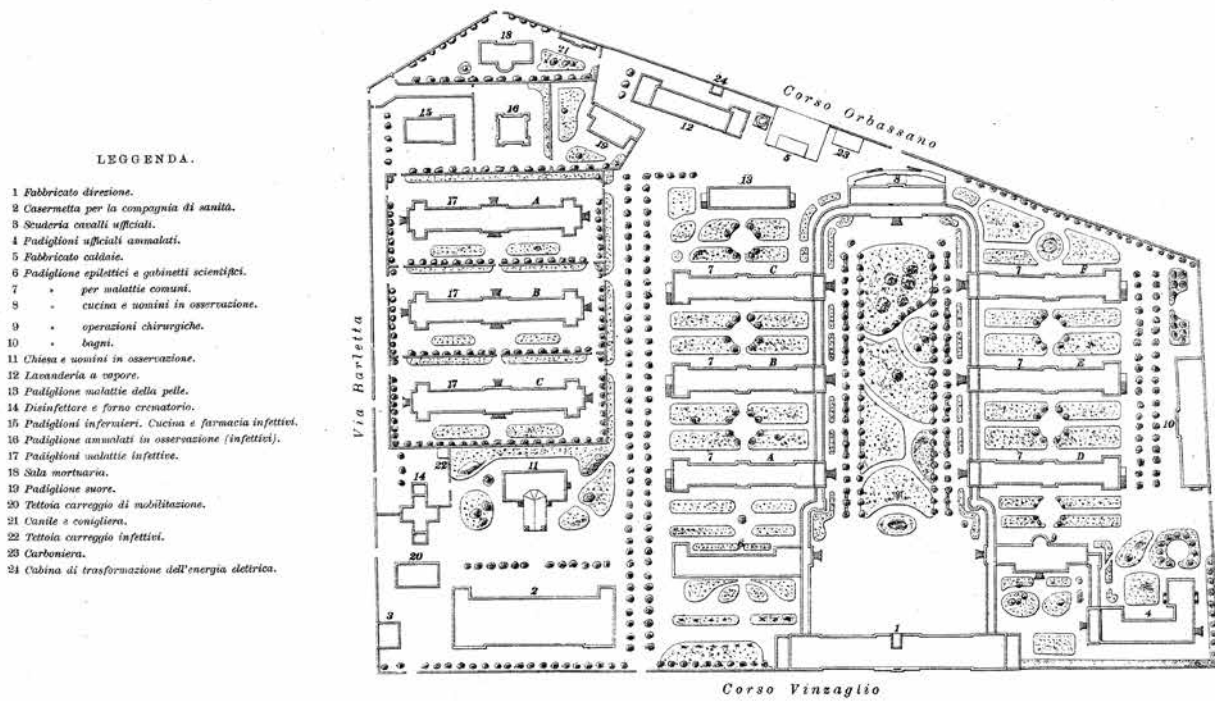 LEGGENDA.
1 Fabbricato direzione.
2 Casermetta per la compagnia di sanità.
3 Scuderia cavalli ufficiali.
4 Padiglioni ufficiali ammalati.
5 Fabbricato caldaie.
6 Padiglione epilettici e gabinetti scientifici.
7 " per malattie comuni.
8 " cucina e uomini in osservazione.
9 " operazioni chirurgiche.
10 " bagni.
11 Chiesa e uomini in osservazione.
12 Lavanderia a vapore.
13 Padiglione malattie della pelle.
14 Disinfettore e forno crematorio.
15 Padiglioni infermieri. Cucina e farmacia infettivi.
16 Padiglione ammalati in osservazione (infettivi).
17 Padiglioni malattie infettive.
18 Sala mortuaria.
19 Padiglione suore.
20 Tettoia carreggio di mobilitazione.
21 Canile e conigliera.
22 Tettoia carreggio infettivi.
23 Carboniera.
24 Cabina di trasformazione dell'energia elettrica.
18
21
24
Corso Orbassano
15
16
19
12
5
23
8
17 A
13
7 C
7 F
17 B
Via Barletta
7 B
7 E
17 C
10
22
11
7 A
7 D
14
20
9
2
3
4
1
Corso Vinzaglio